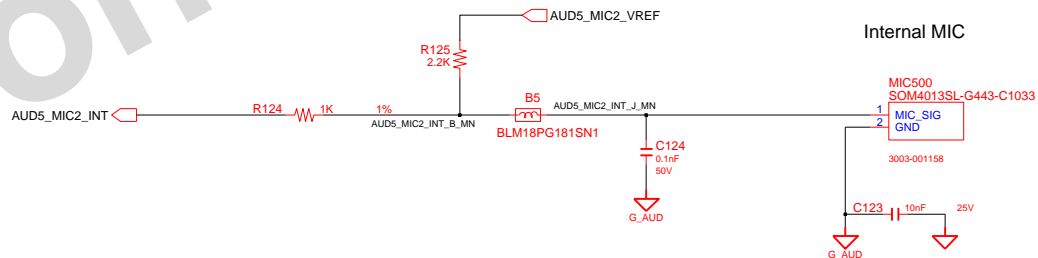 AUD5_MIC2_VREF
Internal MIC
R125
2.2K
MIC500
SOM4013SL-G443-C1033
B5
AUD5_MIC2_INT_J_MN
AUD5_MIC2_INT
R124
1K
1%
1
MIC_SIG
2
GND
AUD5_MIC2_INT_B_MN
BLM18PG181SN1
C124
0.1nF
50V
3003-001158
G_AUD
C123
10nF
25V
G_AUD